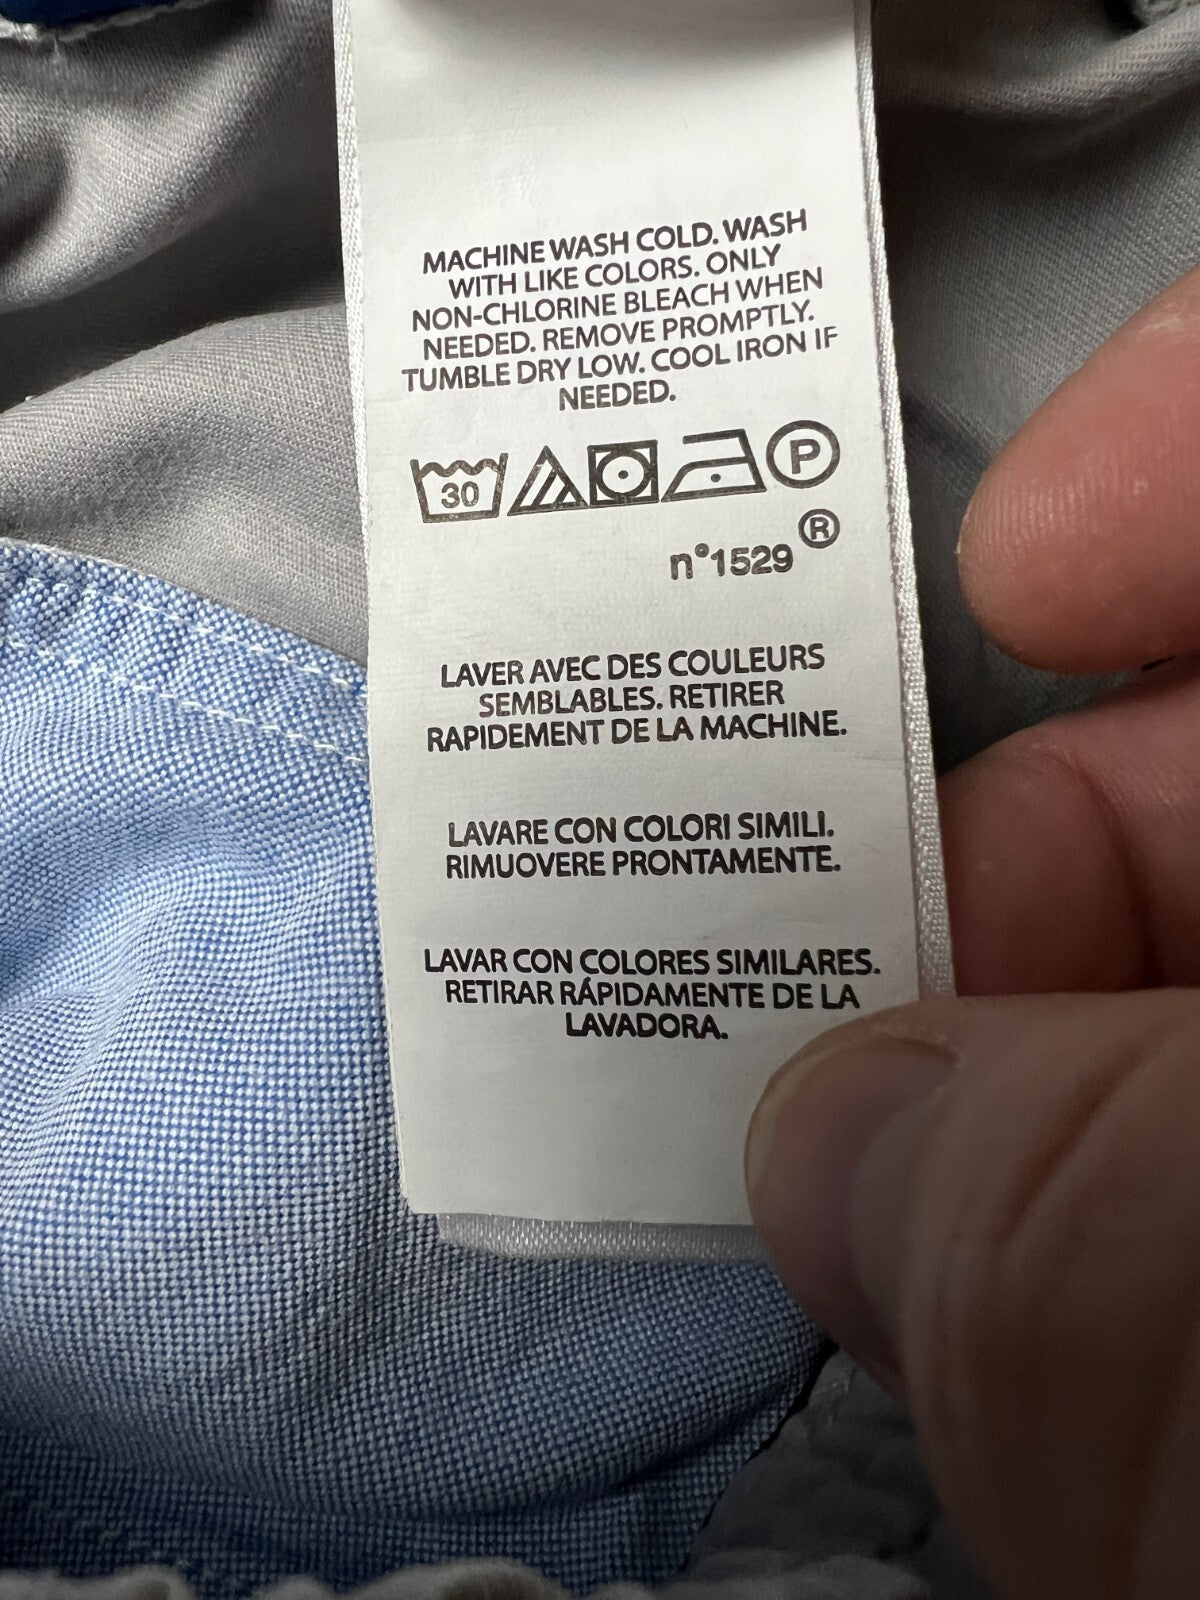 MACHINE WASH COLD. WASH
WITH LIKE COLORS. ONLY
NON-CHLORINE BLEACH WHEN
NEEDED. REMOVE PROMPTLY.
TUMBLE DRY LOW. COOL IRON IF
NEEDED.
30 P
n°1529 ®
LAVER AVEC DES COULEURS
SEMBLABLES. RETIRER
RAPIDEMENT DE LA MACHINE.
LAVARE CON COLORI SIMILI.
RIMUOVERE PRONTAMENTE.
LAVAR CON COLORES SIMILARES.
RETIRAR RÁPIDAMENTE DE LA
LAVADORA.